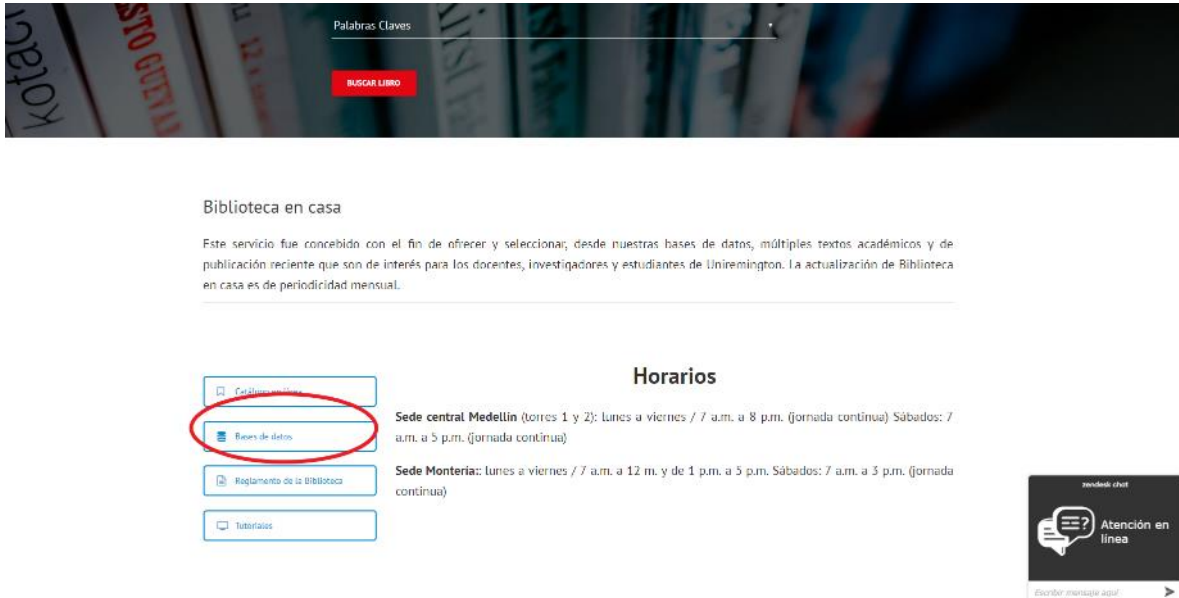 Palabras Claves
BUSCAR LIBRO
Biblioteca en casa
Este servicio fue concebido con el fin de ofrecer y seleccionar, desde nuestras bases de datos, múltiples textos académicos y de
publicación reciente que son de interés para los docentes, investigadores y estudiantes de Uniremington. La actualización de Biblioteca
en casa es de periodicidad mensual.
Horarios
Catálogo en línea
Bases de datos
Reglamento de la Biblioteca
Tutoriales
Sede central Medellín (torres 1 y 2): lunes a viernes / 7 a.m. a 8 p.m. (jornada continua) Sábados: 7
a.m. a 5 p.m. (jornada continua)
Sede Montería:: lunes a viernes / 7 a.m. a 12 m. y de 1 p.m. a 5 p.m. Sábados: 7 a.m. a 3 p.m. (jornada
continua)
zendesk chat
Atención en
línea
Escribir mensaje aquí